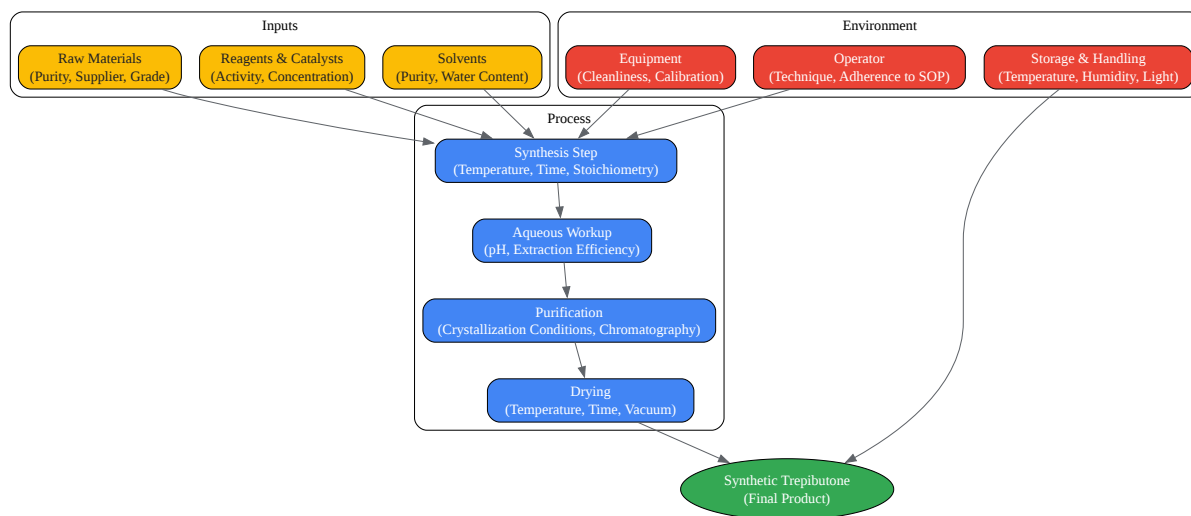 Inputs
Environment
Raw Materials
(Purity, Supplier, Grade)
Reagents & Catalysts
(Activity, Concentration)
Solvents
(Purity, Water Content)
Equipment
(Cleanliness, Calibration)
Operator
(Technique, Adherence to SOP)
Storage & Handling
(Temperature, Humidity, Light)
Process
Synthesis Step
(Temperature, Time, Stoichiometry)
Aqueous Workup
(pH, Extraction Efficiency)
Purification
(Crystallization Conditions, Chromatography)
Drying
(Temperature, Time, Vacuum)
Synthetic Trepibutone
(Final Product)